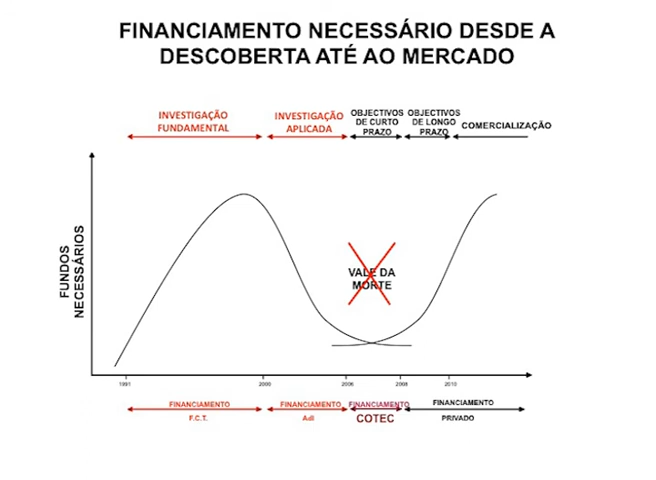 FINANCIAMENTO NECESSÁRIO DESDE A
DESCOBERTA ATÉ AO MERCADO
INVESTIGAÇÃO
FUNDAMENTAL
INVESTIGAÇÃO
APLICADA
OBJECTIVOS
DE CURTO
PRAZO
OBJECTIVOS
DE LONGO
PRAZO
COMERCIALIZAÇÃO
FUNDOS
NECESSÁRIOS
VALE DA
MORTE
1991
2000
2006
2008
2010
FINANCIAMENTO
F.C.T.
FINANCIAMENTO
AdI
FINANCIAMENTO
COTEC
FINANCIAMENTO
PRIVADO